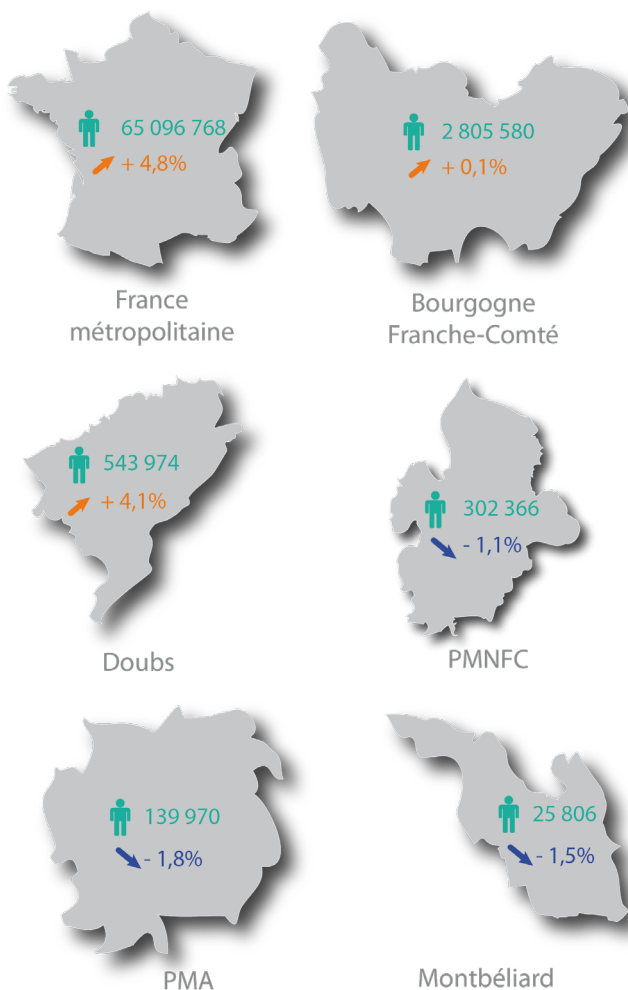 65 096 768
+ 4,8%
France
métropolitaine
2 805 580
+ 0,1%
Bourgogne
Franche-Comté
543 974
+ 4,1%
Doubs
302 366
- 1,1%
PMNFC
139 970
- 1,8%
PMA
25 806
- 1,5%
Montbéliard